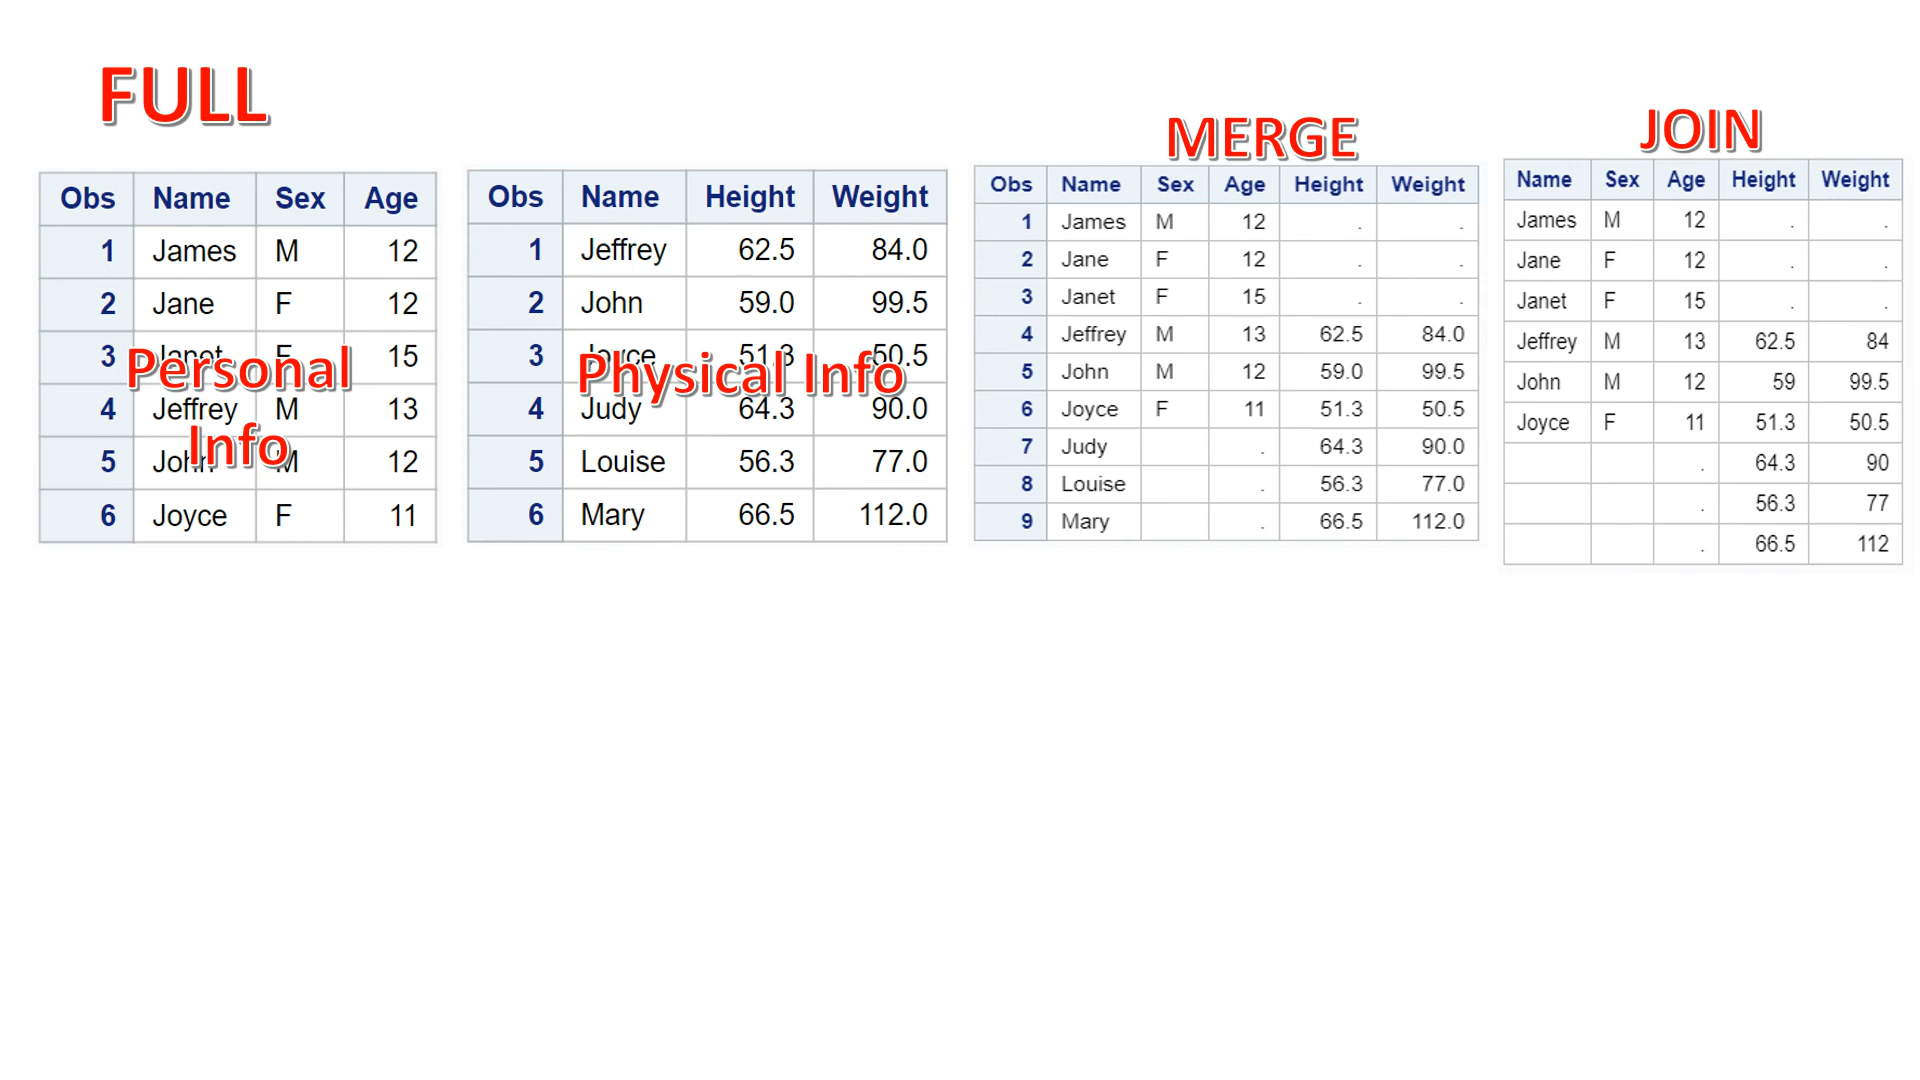 FULL
MERGE
JOIN
Obs Name Sex Age
1 James M 12
2 Jane F 12
3 Janet F 15
4 Jeffrey M 13
5 John M 12
6 Joyce F 11
Personal
Info
Obs Name Height Weight
1 Jeffrey 62.5 84.0
2 John 59.0 99.5
3 Joyce 51.3 50.5
4 Judy 64.3 90.0
5 Louise 56.3 77.0
6 Mary 66.5 112.0
Physical Info
Obs Name Sex Age Height Weight
1 James M 12 . .
2 Jane F 12 . .
3 Janet F 15 . .
4 Jeffrey M 13 62.5 84.0
5 John M 12 59.0 99.5
6 Joyce F 11 51.3 50.5
7 Judy . 64.3 90.0
8 Louise . 56.3 77.0
9 Mary . 66.5 112.0
Name Sex Age Height Weight
James M 12 . .
Jane F 12 . .
Janet F 15 . .
Jeffrey M 13 62.5 84
John M 12 59 99.5
Joyce F 11 51.3 50.5
. 64.3 90
. 56.3 77
. 66.5 112